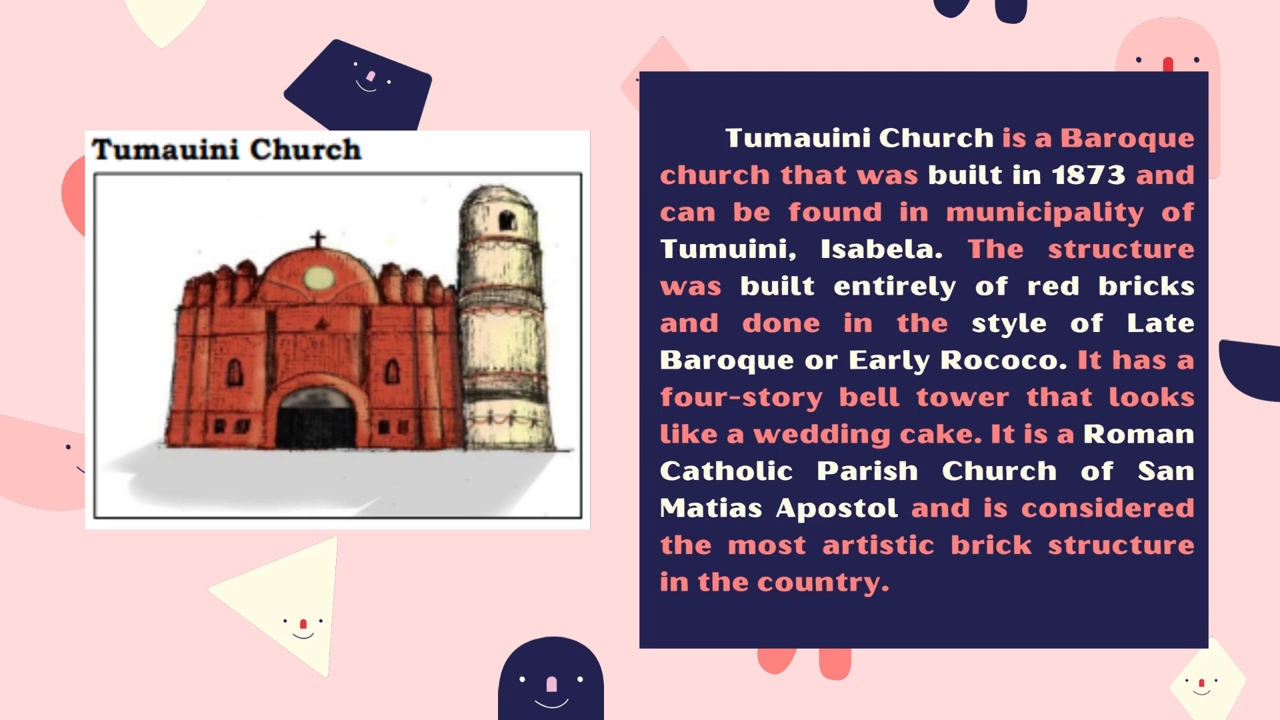 Tumauini Church
Tumauini Church is a Baroque
church that was built in 1873 and
can be found in municipality of
Tumuini, Isabela. The structure
was built entirely of red bricks
and done in the style of Late
Baroque or Early Rococo. It has a
four-story bell tower that looks
like a wedding cake. It is a Roman
Catholic Parish Church of San
Matias Apostol and is considered
the most artistic brick structure
in the country.